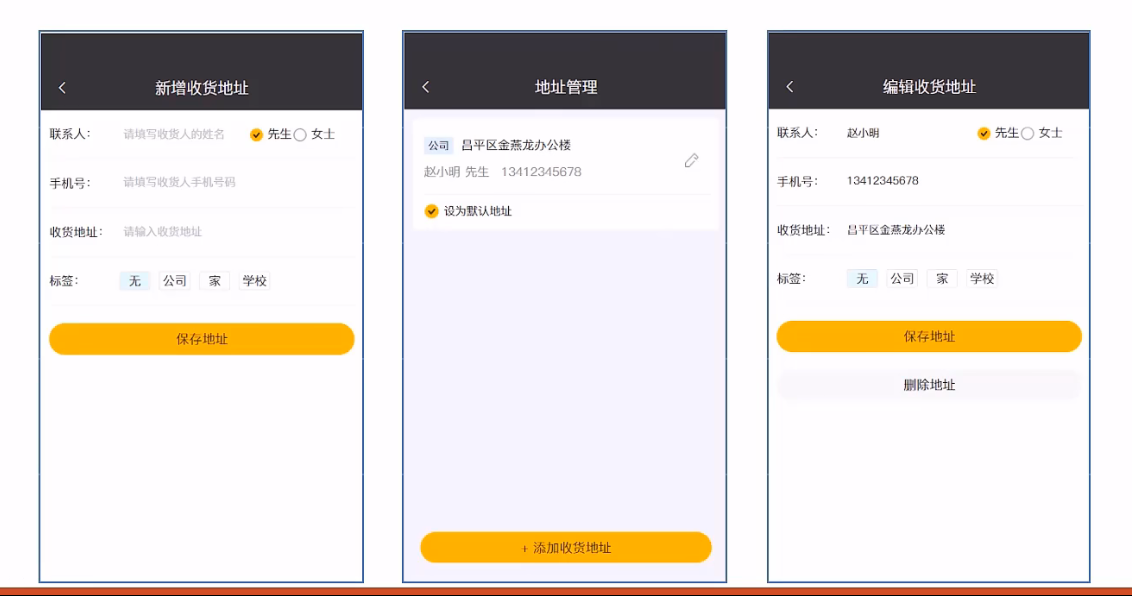 新增收货地址
联系人： 请填写收货人的姓名 先生 女士
手机号： 请填写收货人手机号码
收货地址： 请输入收货地址
标签： 无 公司 家 学校
保存地址
地址管理
公司 昌平区金燕龙办公楼
赵小明 先生 13412345678
设为默认地址
+ 添加收货地址
编辑收货地址
联系人： 赵小明 先生 女士
手机号： 13412345678
收货地址： 昌平区金燕龙办公楼
标签： 无 公司 家 学校
保存地址
删除地址